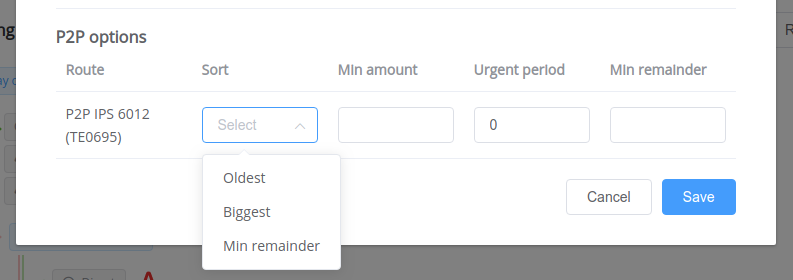 ng
P2P options
R
Route Sort Min amount Urgent period Min remainder
P2P IPS 6012
(TE0695)
Select
0
Oldest
Biggest
Min remainder
Cancel
Save